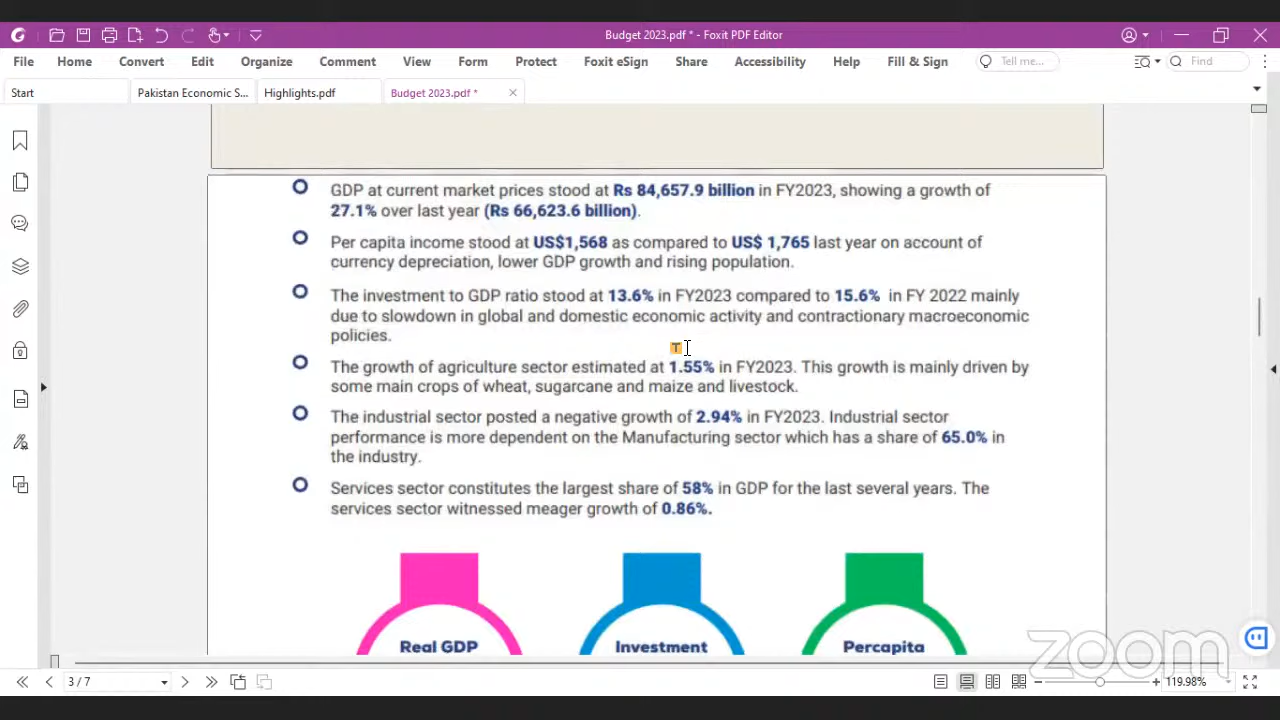 Budget 2023.pdf * - Foxit PDF Editor
File Home Convert Edit Organize Comment View Form Protect Foxit eSign Share Accessibility Help Fill & Sign Tell me... Find
Start Pakistan Economic S... Highlights.pdf Budget 2023.pdf *
GDP at current market prices stood at Rs 84,657.9 billion in FY2023, showing a growth of
27.1% over last year (Rs 66,623.6 billion).
Per capita income stood at US$1,568 as compared to US$ 1,765 last year on account of
currency depreciation, lower GDP growth and rising population.
The investment to GDP ratio stood at 13.6% in FY2023 compared to 15.6% in FY 2022 mainly
due to slowdown in global and domestic economic activity and contractionary macroeconomic
policies.
T
The growth of agriculture sector estimated at 1.55% in FY2023. This growth is mainly driven by
some main crops of wheat, sugarcane and maize and livestock.
The industrial sector posted a negative growth of 2.94% in FY2023. Industrial sector
performance is more dependent on the Manufacturing sector which has a share of 65.0% in
the industry.
Services sector constitutes the largest share of 58% in GDP for the last several years. The
services sector witnessed meager growth of 0.86%.
Real GDP Investment Percapita
zoom
3 / 7 119.98%